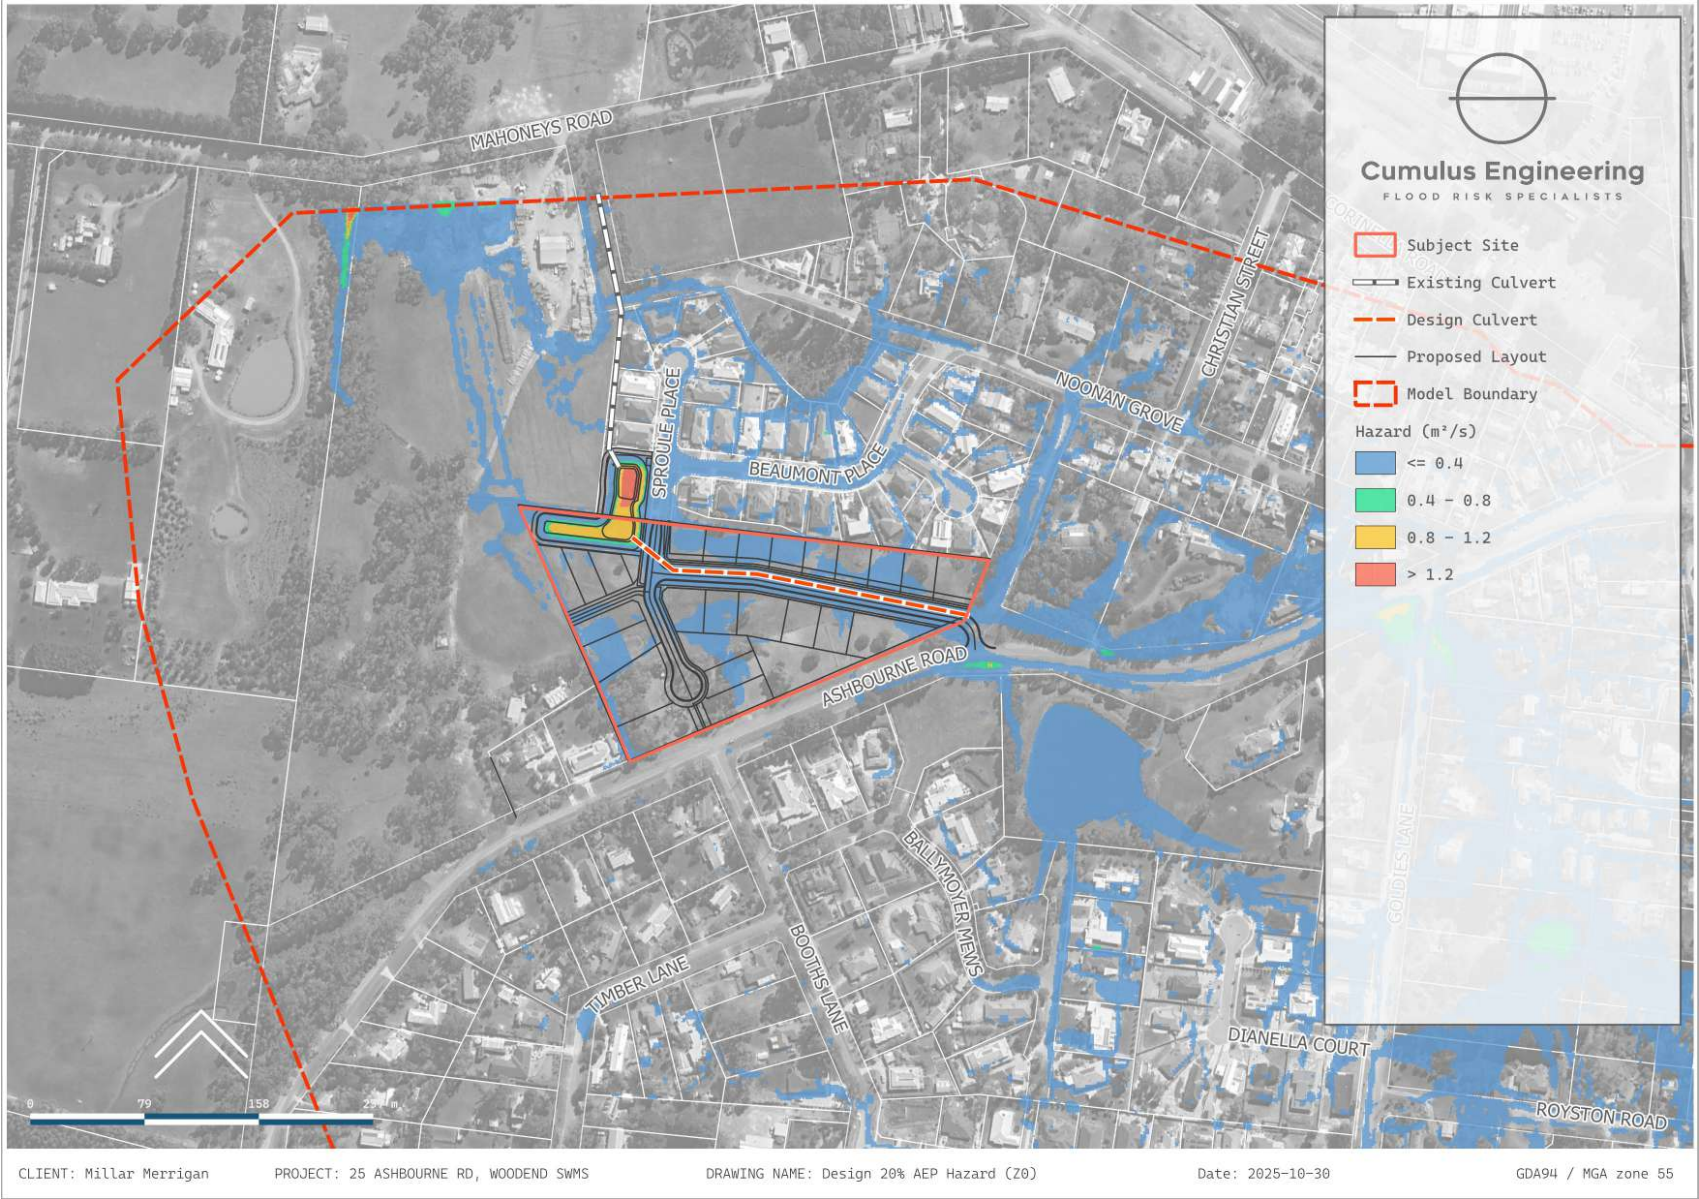 MAHONEYS ROAD
CORINELLA ROAD
CHRISTIAN STREET
NOONAN GROVE
SPROULE PLACE
BEAUMONT PLACE
ASHBOURNE ROAD
GOLDIES LANE
BALLYMOYER MEWS
BOOTHS LANE
TIMBER LANE
DIANELLA COURT
ROYSTON ROAD
Cumulus Engineering
FLOOD RISK SPECIALISTS
Subject Site
Existing Culvert
Design Culvert
Proposed Layout
Model Boundary
Hazard (m²/s)
<= 0.4
0.4 - 0.8
0.8 - 1.2
> 1.2
0 79 158 237 m
CLIENT: Millar Merrigan PROJECT: 25 ASHBOURNE RD, WOODEND SWMS DRAWING NAME: Design 20% AEP Hazard (Z0) Date: 2025-10-30 GDA94 / MGA zone 55